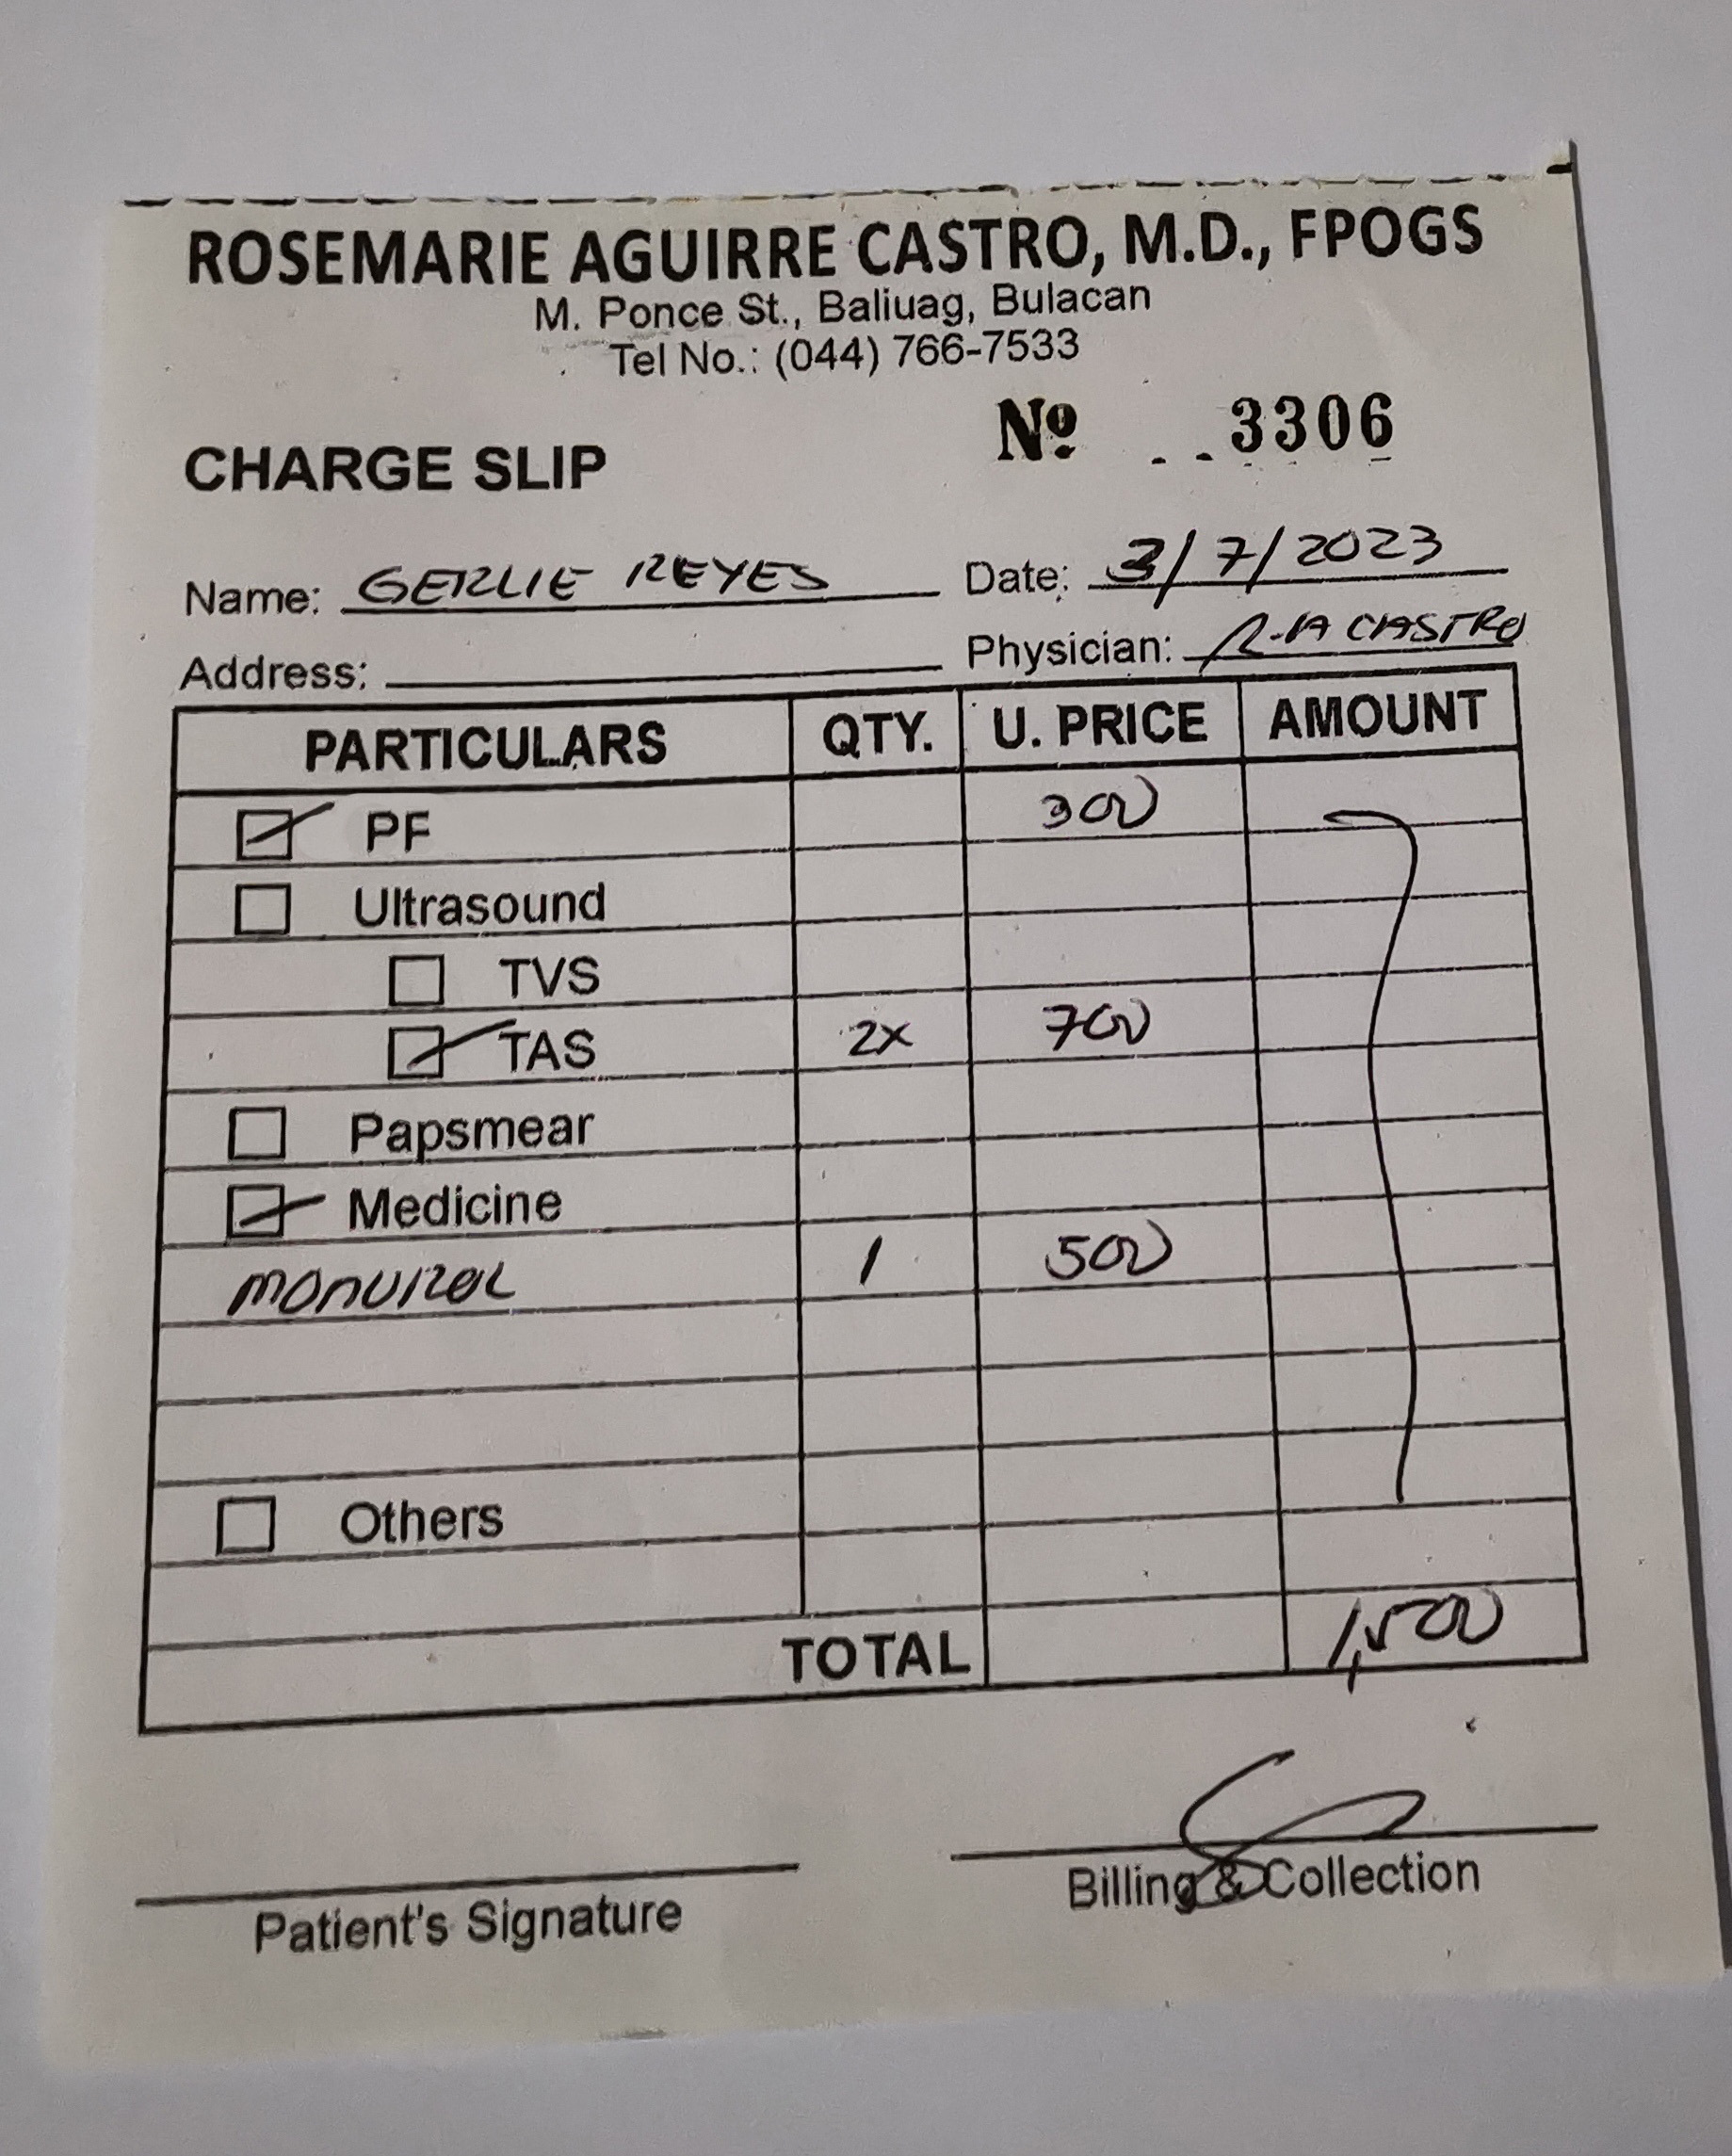 ROSEMARIE AGUIRRE CASTRO, M.D., FPOGS
M. Ponce St., Baliuag, Bulacan
Tel No.: (044) 766-7533
Nº 3306
CHARGE SLIP
Name: GERLIE REYES Date: 3/7/2023
Address: Physician: R.A CASTRO
PARTICULARS QTY. U. PRICE AMOUNT
PF 300
Ultrasound
TVS
TAS 2x 700
Papsmear
Medicine
MONUROL 1 500
Others
TOTAL 1,500
Patient's Signature Billing & Collection